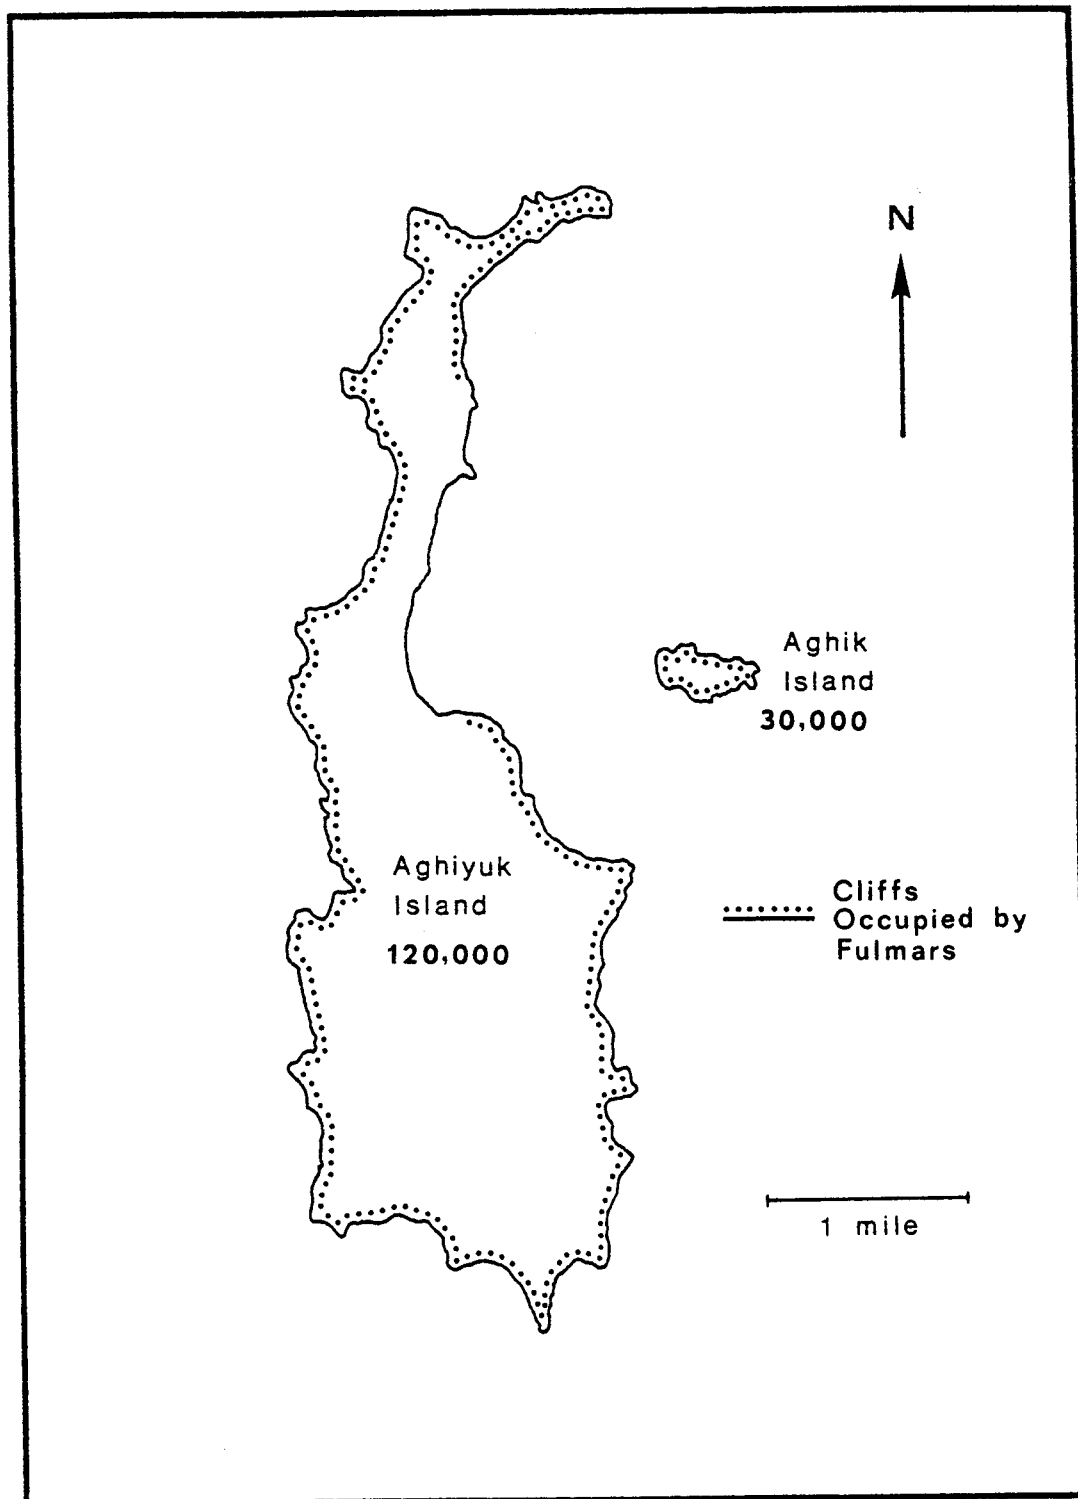 N
Aghik
Island
30,000
Aghiyuk
Island
120,000
Cliffs
Occupied by
Fulmars
1 mile